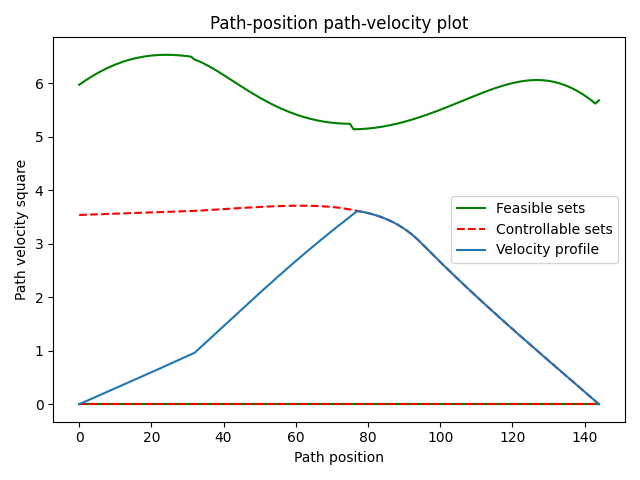 Path-position path-velocity plot
Path velocity square
6
5
4
3
2
1
0
Feasible sets
Controllable sets
Velocity profile
0 20 40 60 80 100 120 140
Path position